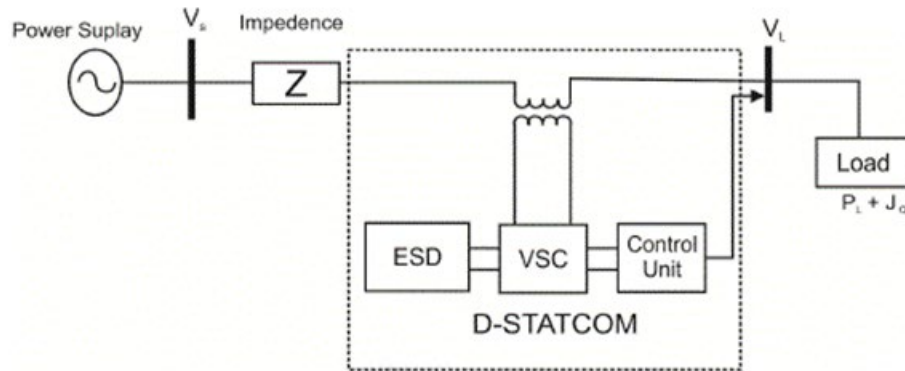 Power Suplay
Vs
Impedence
Z
VL
Load
PL + J
ESD
VSC
Control
Unit
D-STATCOM